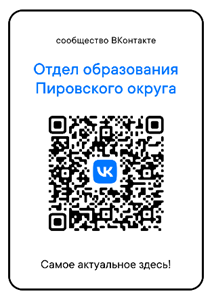 сообщество ВКонтакте
Отдел образования
Пировского округа
Самое актуальное здесь!